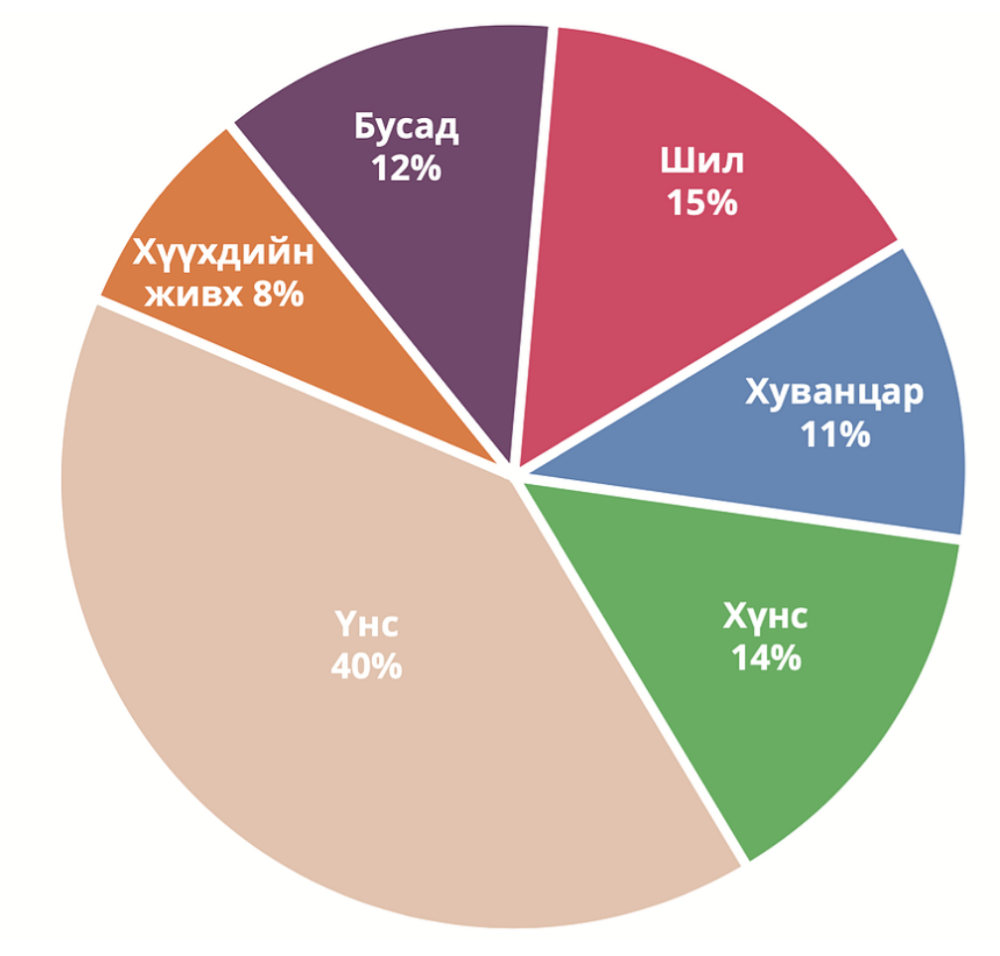 Бусад
12%
Шил
15%
Хүүхдийн
живх 8%
Хуванцар
11%
Үнс
40%
Хүнс
14%